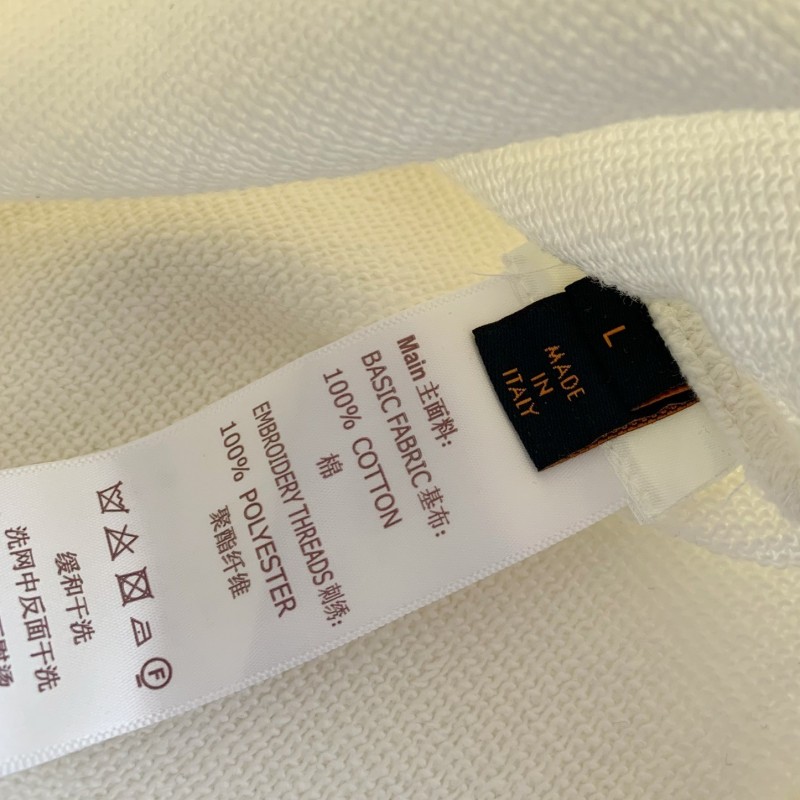 L
MADE
IN
ITALY
Main 主面料:
BASIC FABRIC 基布:
100% COTTON
棉
EMBROIDERY THREADS 刺绣:
100% POLYESTER
聚酯纤维
F
缓和干洗
洗网中反面干洗